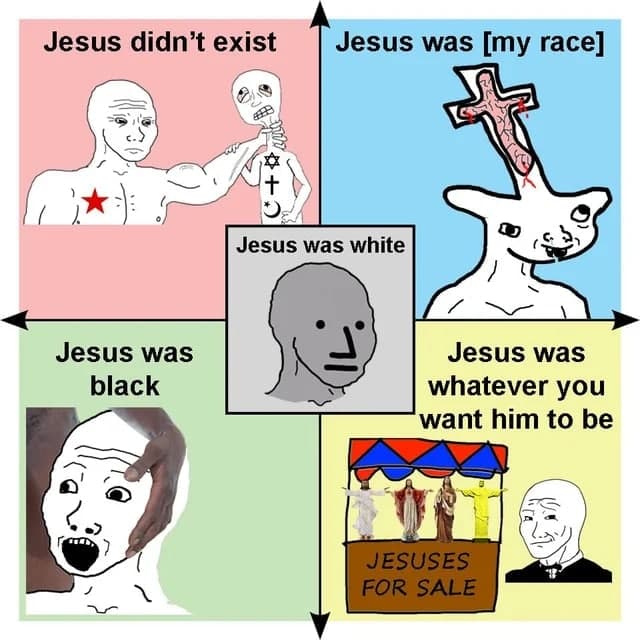 Jesus didn't exist
Jesus was [my race]
Jesus was white
Jesus was
black
Jesus was
whatever you
want him to be
JESUSES
FOR SALE